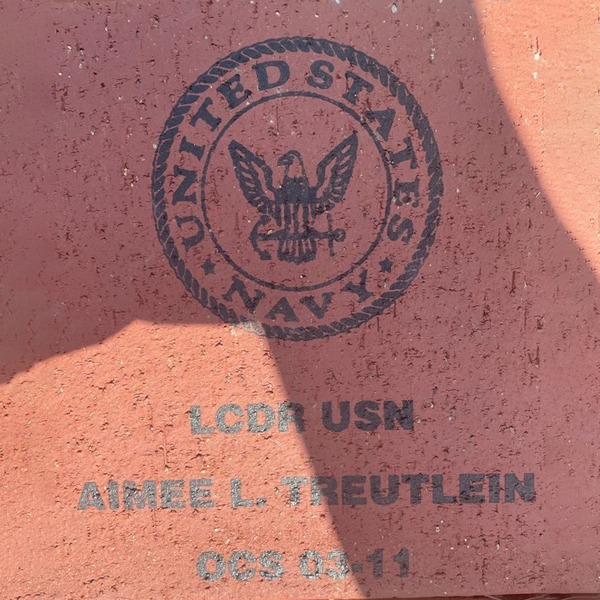 UNITED STATES
NAVY
LCDR USN
AIMEE L. TREUTLEIN
OCS 03-11